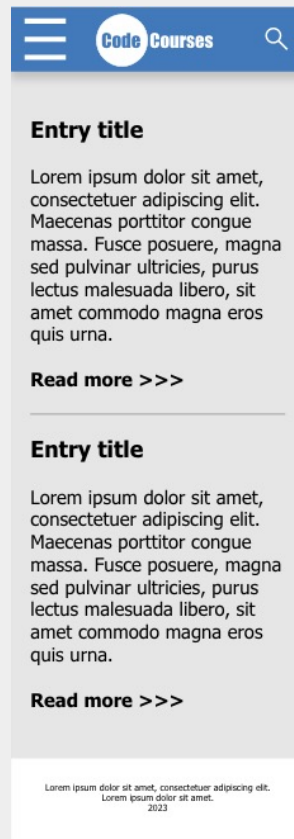 Code Courses
Entry title
Lorem ipsum dolor sit amet,
consectetuer adipiscing elit.
Maecenas porttitor congue
massa. Fusce posuere, magna
sed pulvinar ultricies, purus
lectus malesuada libero, sit
amet commodo magna eros
quis urna.
Read more >>>
Entry title
Lorem ipsum dolor sit amet,
consectetuer adipiscing elit.
Maecenas porttitor congue
massa. Fusce posuere, magna
sed pulvinar ultricies, purus
lectus malesuada libero, sit
amet commodo magna eros
quis urna.
Read more >>>
Lorem ipsum dolor sit amet, consectetuer adipiscing elit.
Lorem ipsum dolor sit amet.
2023